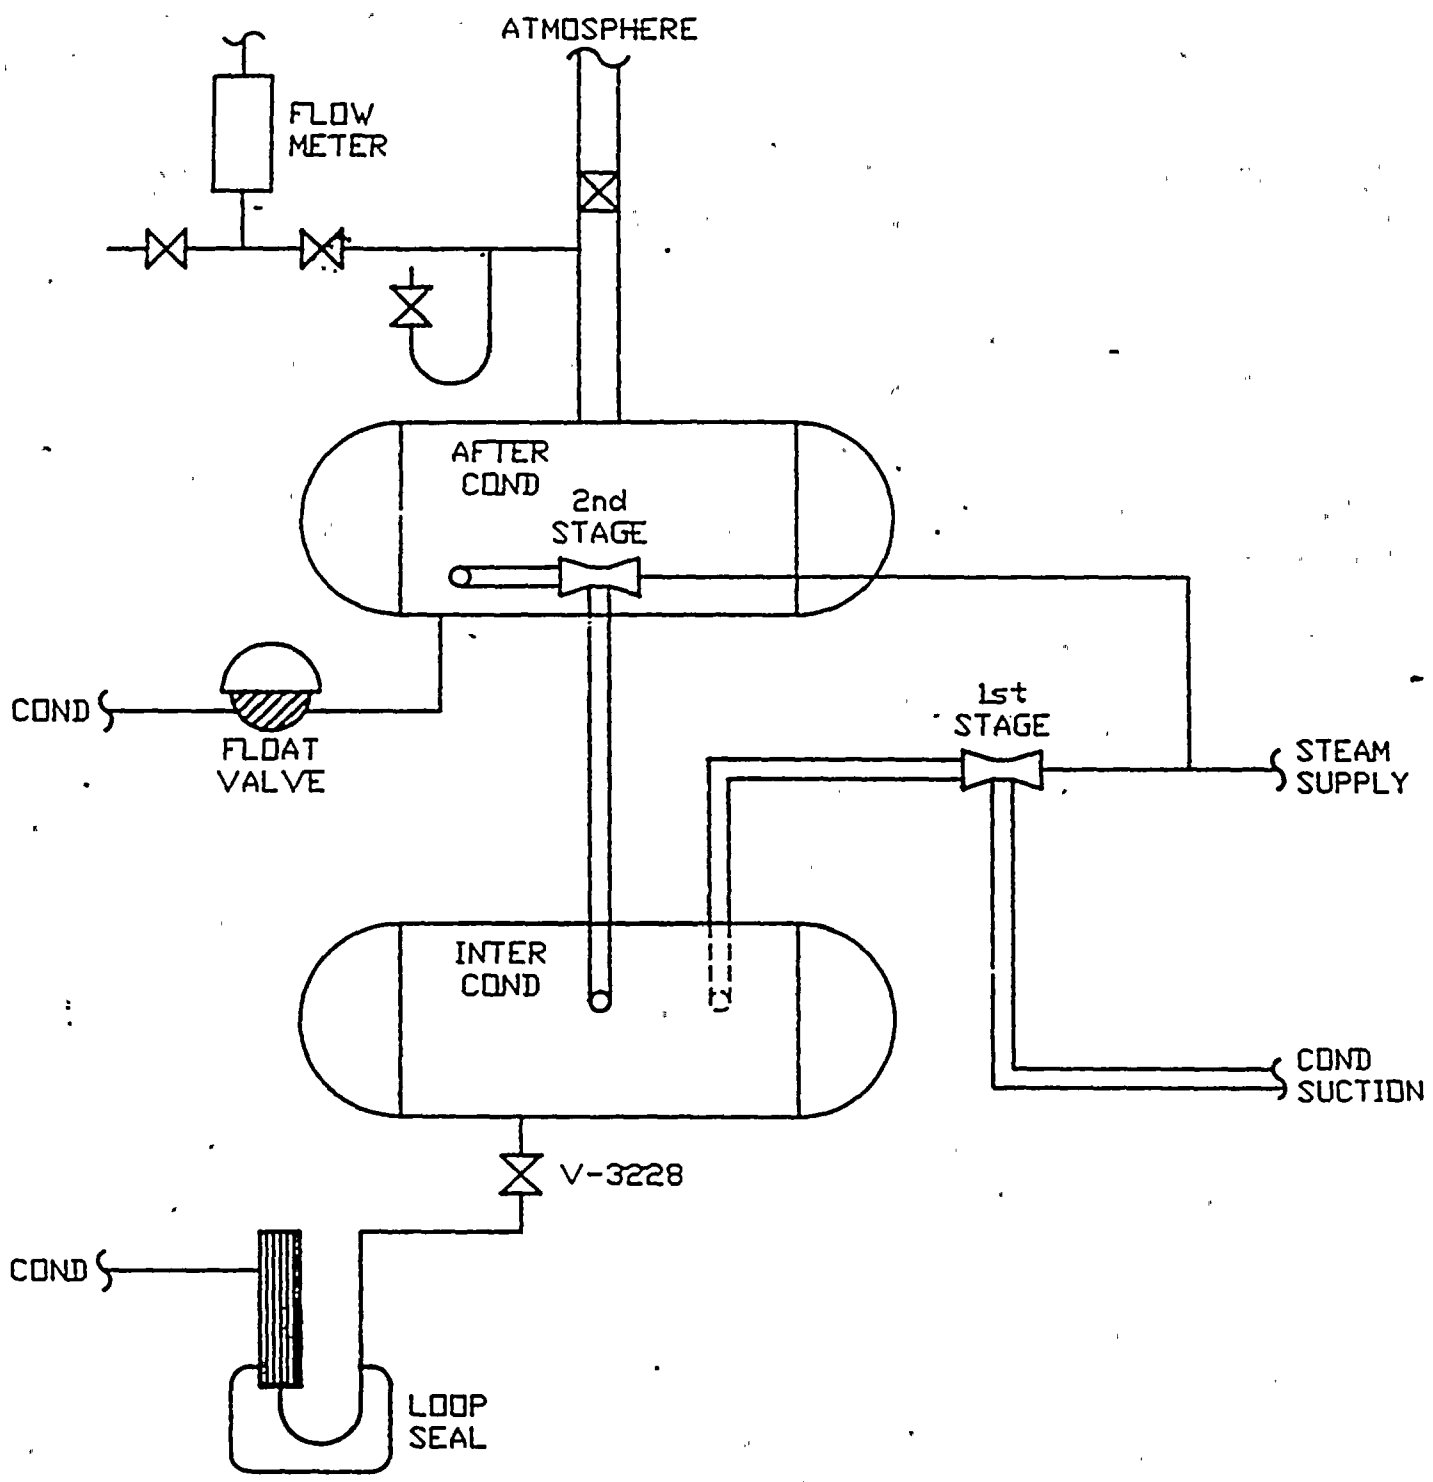 ATMOSPHERE
FLOW
METER
AFTER
COND
2nd
STAGE
COND
FLOAT
VALVE
1st
STAGE
STEAM
SUPPLY
INTER
COND
COND
SUCTION
V-3228
COND
LOOP
SEAL